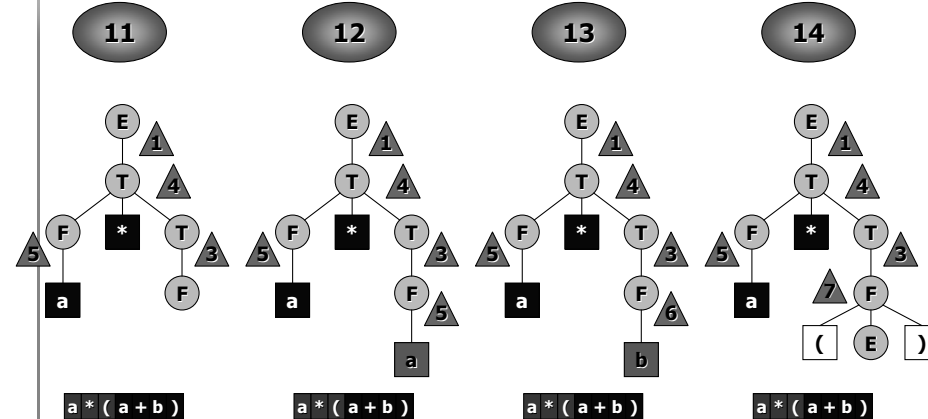 11 12 13 14
E E E E
1 1 1 1
T T T T
4 4 4 4
F * T F * T F * T F * T
5 3 5 3 5 3 5 3
F F F 7 F
5 6
a a a a
a b ( E )
a * ( a + b ) a * ( a + b ) a * ( a + b ) a * ( a + b )